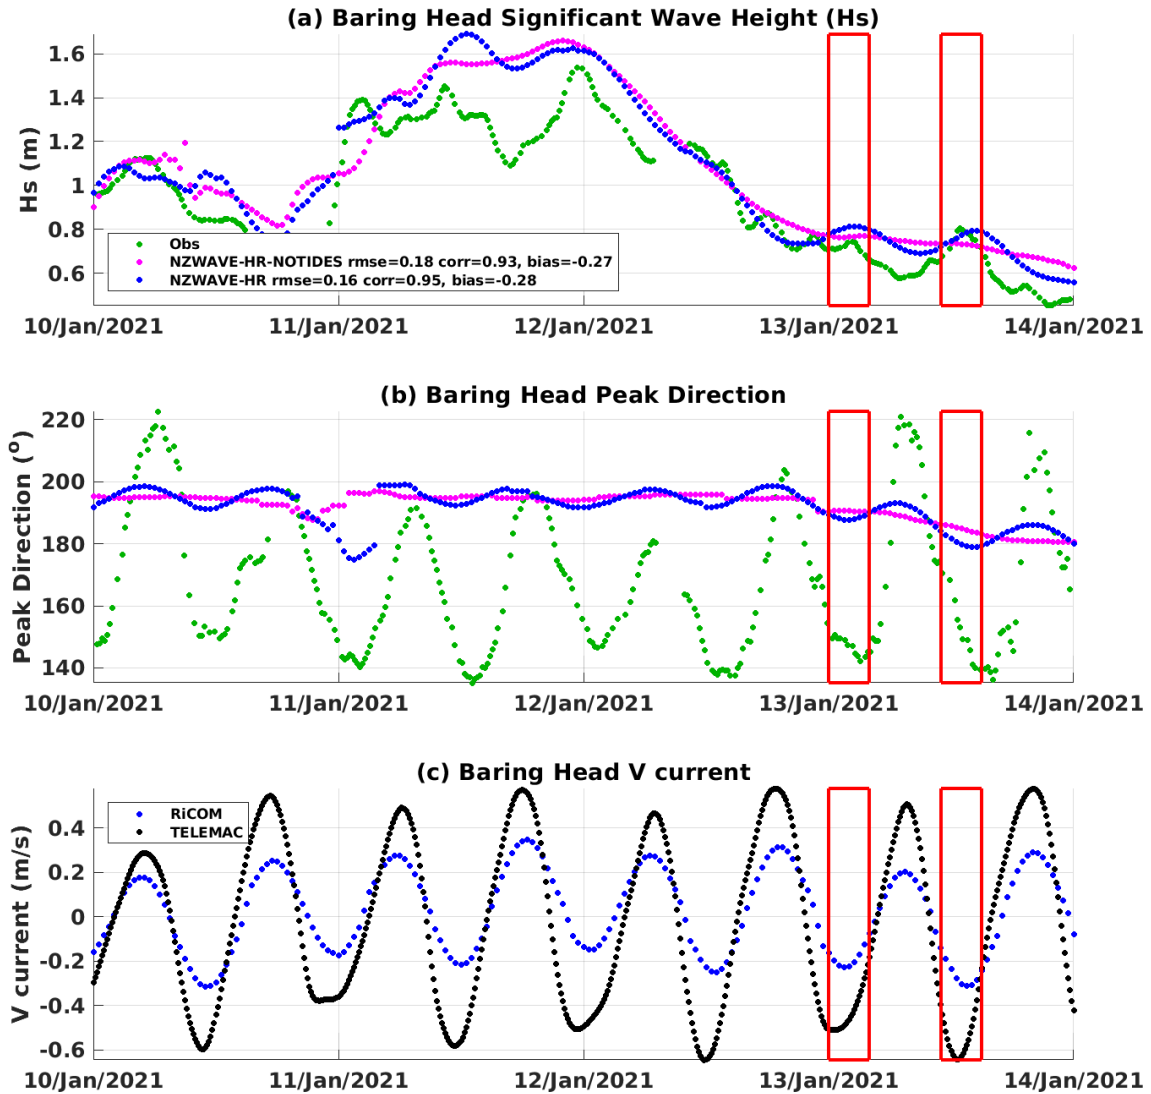 (a) Baring Head Significant Wave Height (Hs)
Hs (m)
1.6
1.4
1.2
1
0.8
0.6
Obs
NZWAVE-HR-NOTIDES rmse=0.18 corr=0.93, bias=-0.27
NZWAVE-HR rmse=0.16 corr=0.95, bias=-0.28
10/Jan/2021 11/Jan/2021 12/Jan/2021 13/Jan/2021 14/Jan/2021
(b) Baring Head Peak Direction
Peak Direction (º)
220
200
180
160
140
10/Jan/2021 11/Jan/2021 12/Jan/2021 13/Jan/2021 14/Jan/2021
(c) Baring Head V current
V current (m/s)
0.4
0.2
0
-0.2
-0.4
-0.6
RiCOM
TELEMAC
10/Jan/2021 11/Jan/2021 12/Jan/2021 13/Jan/2021 14/Jan/2021